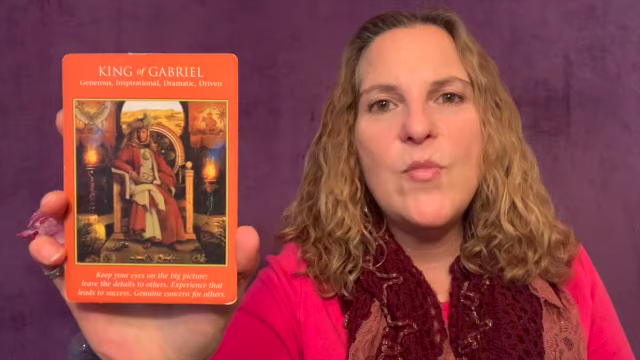 KING of GABRIEL
Generous, Inspirational, Dramatic, Driven
Keep your eyes on the big picture;
leave the details to others. Experience that
leads to success. Genuine concern for others.